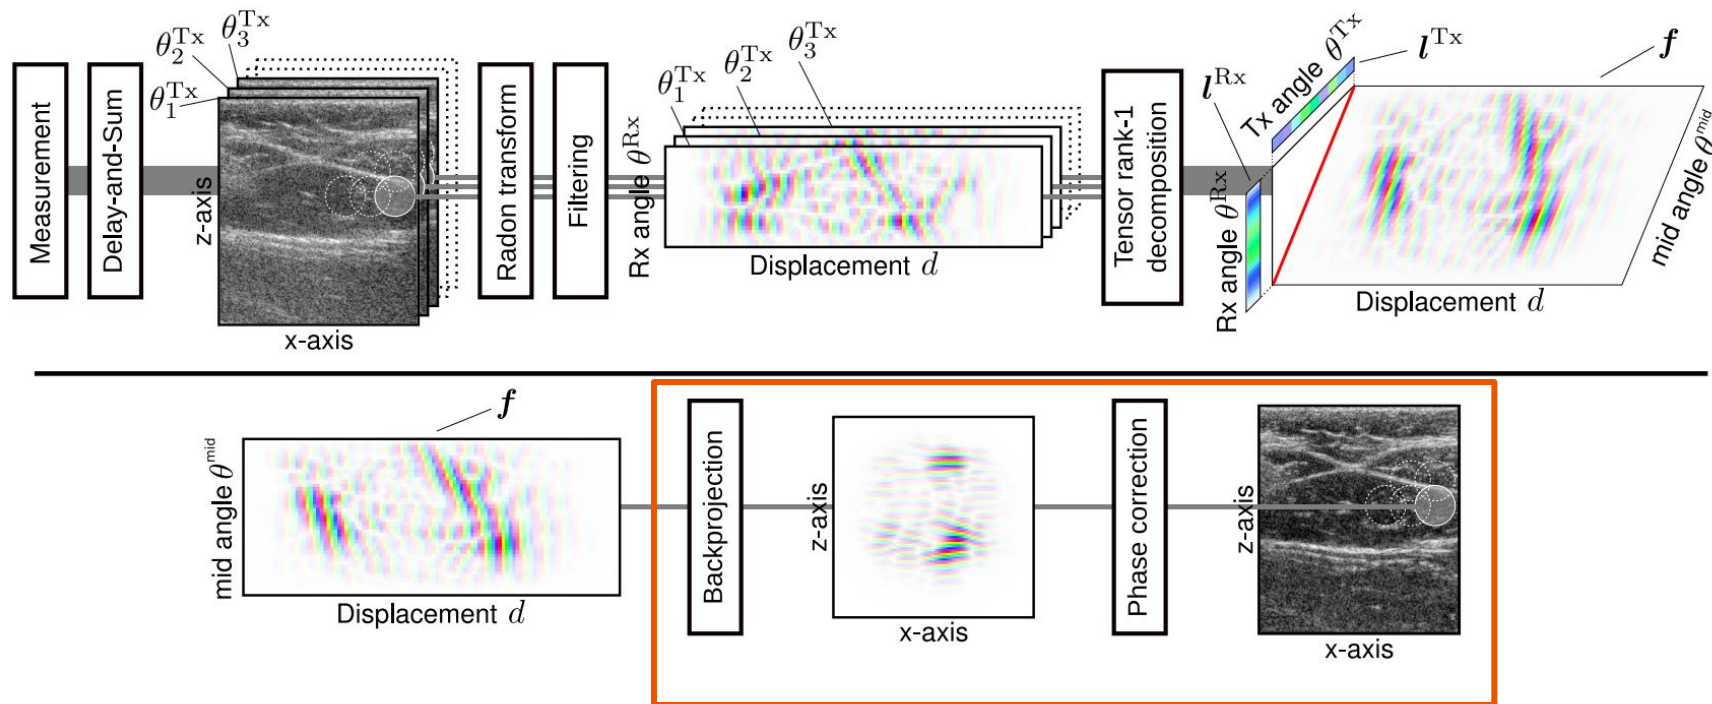 Measurement
Delay-and-Sum
θ₁ᵀˣ
θ₂ᵀˣ
θ₃ᵀˣ
z-axis
x-axis
Radon transform
Filtering
Rx angle θᴿˣ
θ₁ᵀˣ
θ₂ᵀˣ
θ₃ᵀˣ
Displacement d
Tensor rank-1
decomposition
lᴿˣ
Rx angle θᴿˣ
Tx angle θᵀˣ
lᵀˣ
f
mid angle θᵐⁱᵈ
Displacement d
f
mid angle θᵐⁱᵈ
Displacement d
Backprojection
z-axis
x-axis
Phase correction
z-axis
x-axis